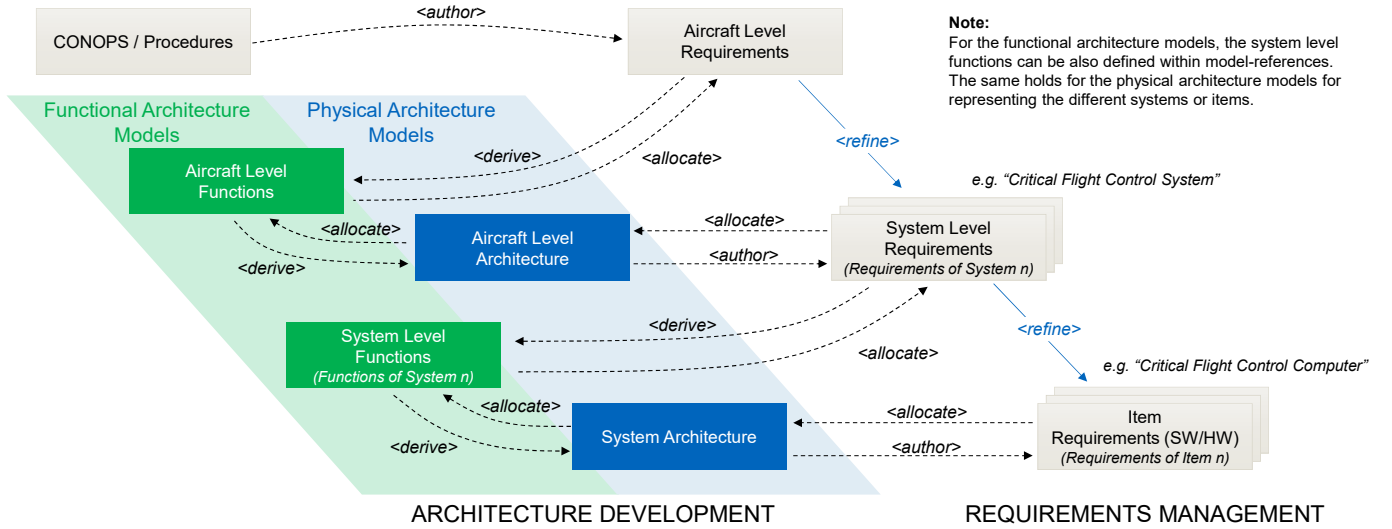 <author>
CONOPS / Procedures
Aircraft Level
Requirements
Note:
For the functional architecture models, the system level
functions can be also defined within model-references.
The same holds for the physical architecture models for
representing the different systems or items.
Functional Architecture
Models
Physical Architecture
Models
<refine>
<derive>
<allocate>
Aircraft Level
Functions
e.g. “Critical Flight Control System”
<allocate>
<derive>
Aircraft Level
Architecture
<allocate>
<author>
System Level
Requirements
(Requirements of System n)
<derive>
<allocate>
<refine>
System Level
Functions
(Functions of System n)
e.g. “Critical Flight Control Computer”
<allocate>
<derive>
System Architecture
<allocate>
<author>
Item
Requirements (SW/HW)
(Requirements of Item n)
ARCHITECTURE DEVELOPMENT
REQUIREMENTS MANAGEMENT